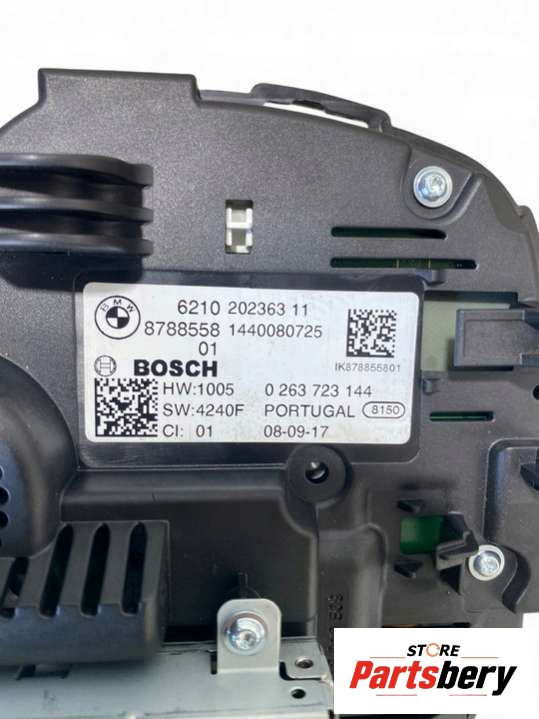 BMW
6210 202363 11
8788558 1440080725
01
IK878855801
BOSCH
HW:1005 0 263 723 144
SW:4240F PORTUGAL 8150
CI: 01 08-09-17
STORE
Partsbery